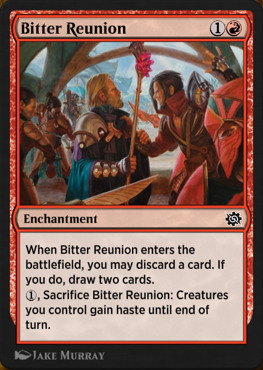 Bitter Reunion 1
Enchantment
When Bitter Reunion enters the
battlefield, you may discard a card. If
you do, draw two cards.
1, Sacrifice Bitter Reunion: Creatures
you control gain haste until end of
turn.
Jake Murray